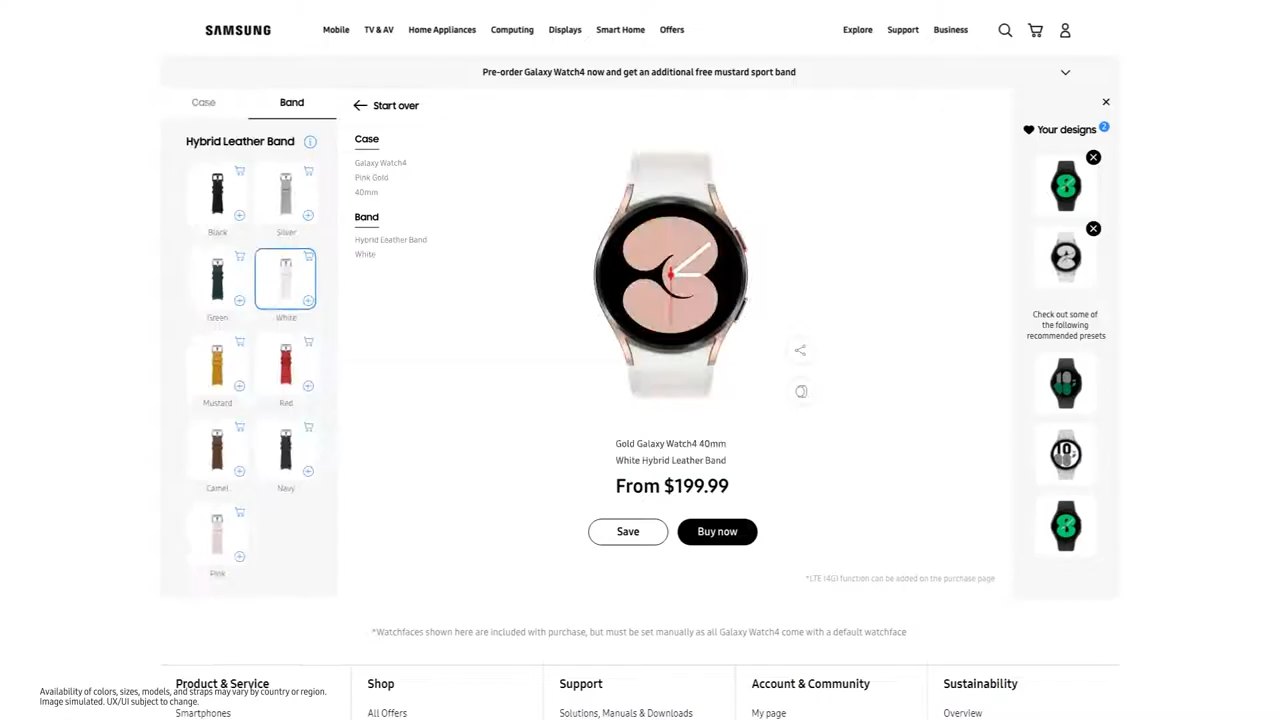 SAMSUNG
Mobile
TV & AV
Home Appliances
Computing
Displays
Smart Home
Offers
Explore
Support
Business
Pre-order Galaxy Watch4 now and get an additional free mustard sport band
Case
Band
Hybrid Leather Band
Black
Silver
Green
White
Mustard
Red
Camel
Navy
Pink
Start over
Case
Galaxy Watch4
Pink Gold
40mm
Band
Hybrid Leather Band
White
Gold Galaxy Watch4 40mm
White Hybrid Leather Band
From $199.99
Save
Buy now
*LTE (4G) function can be added on the purchase page
Your designs
2
Check out some of
the following
recommended presets
10
*Watchfaces shown here are included with purchase, but must be set manually as all Galaxy Watch4 come with a default watchface
Product & Service
Smartphones
Shop
All Offers
Support
Solutions, Manuals & Downloads
Account & Community
My page
Sustainability
Overview
Availability of colors, sizes, models, and straps may vary by country or region.
Image simulated. UX/UI subject to change.